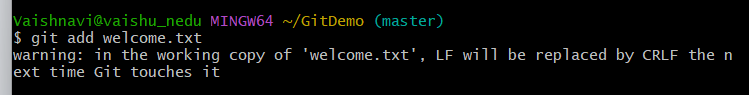 Vaishnavi@vaishu_nedu MINGW64 ~/GitDemo (master)
$ git add welcome.txt
warning: in the working copy of 'welcome.txt', LF will be replaced by CRLF the n
ext time Git touches it